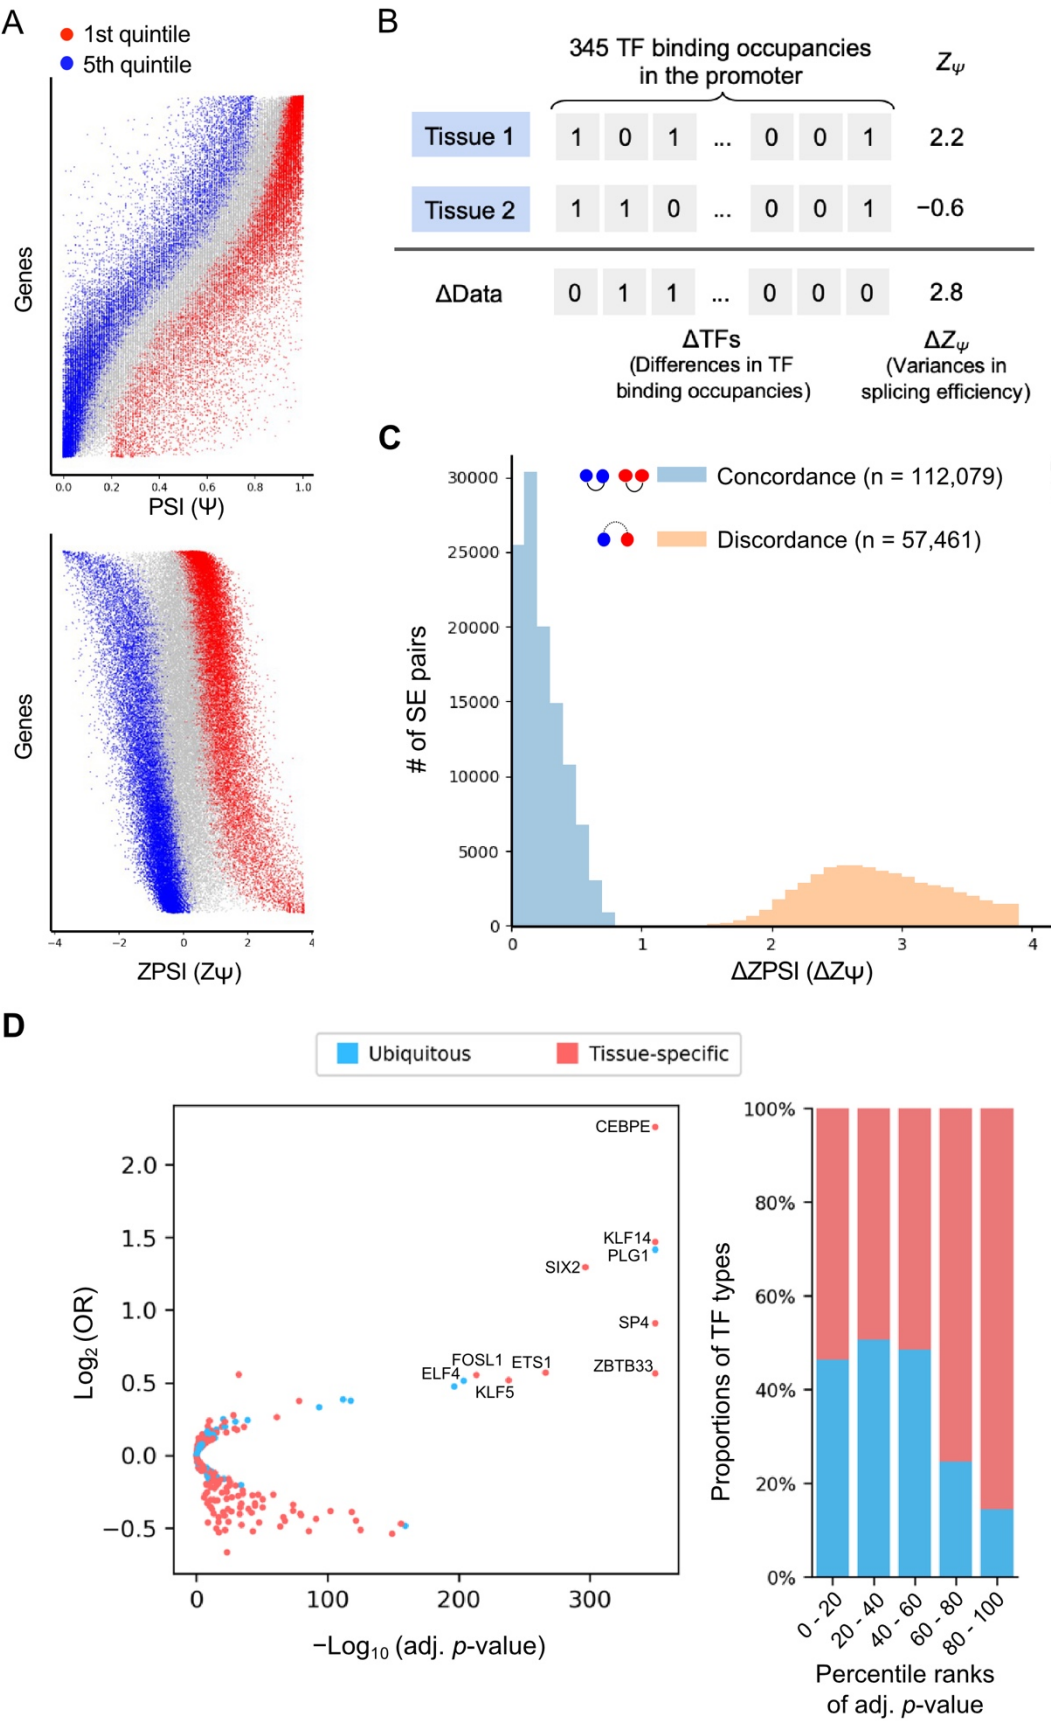 A
1st quintile
5th quintile
Genes
0.0 0.2 0.4 0.6 0.8 1.0
PSI (Ψ)
Genes
−4 −2 0 2 4
ZPSI (Zψ)
B
345 TF binding occupancies
in the promoter
Zψ
Tissue 1 1 0 1 ... 0 0 1 2.2
Tissue 2 1 1 0 ... 0 0 1 −0.6
ΔData 0 1 1 ... 0 0 0 2.8
ΔTFs
(Differences in TF
binding occupancies)
ΔZψ
(Variances in
splicing efficiency)
C
Concordance (n = 112,079)
Discordance (n = 57,461)
# of SE pairs
30000
25000
20000
15000
10000
5000
0
0 1 2 3 4
ΔZPSI (ΔZψ)
D
Ubiquitous
Tissue-specific
Log2 (OR)
2.0
1.5
1.0
0.5
0.0
−0.5
CEBPE
KLF14
PLG1
SIX2
SP4
ZBTB33
FOSL1
ETS1
ELF4
KLF5
0 100 200 300
−Log10 (adj. p-value)
Proportions of TF types
100%
80%
60%
40%
20%
0%
0 - 20
20 - 40
40 - 60
60 - 80
80 - 100
Percentile ranks
of adj. p-value